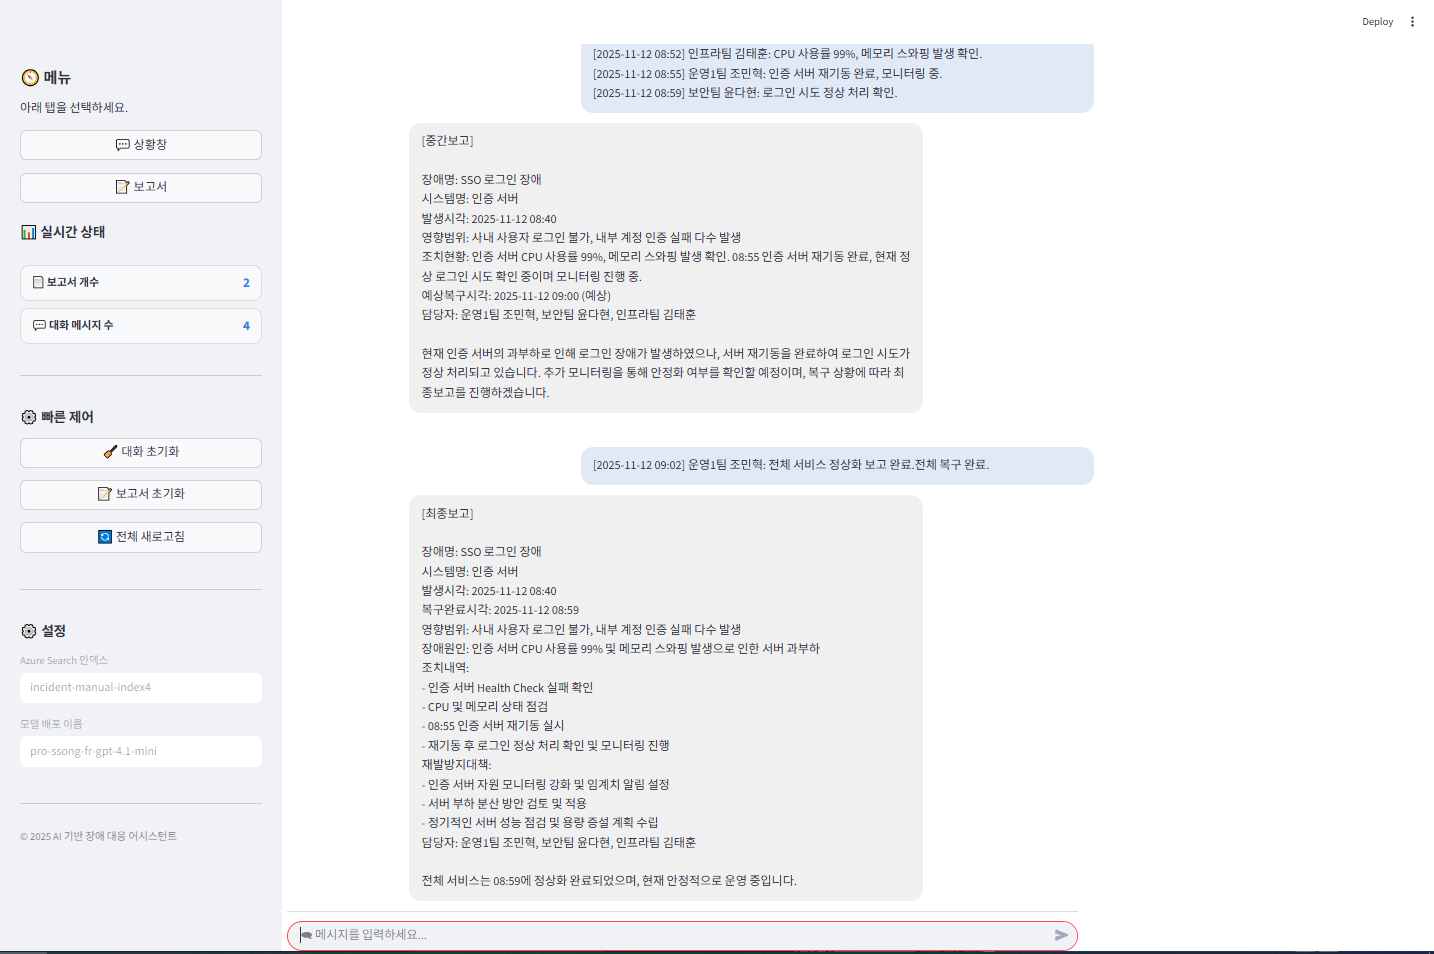 Deploy
메뉴
아래 탭을 선택하세요.
상황창
보고서
실시간 상태
보고서 개수 2
대화 메시지 수 4
빠른 제어
대화 초기화
보고서 초기화
전체 새로고침
설정
Azure Search 인덱스
incident-manual-index4
모델 배포 이름
pro-ssong-fr-gpt-4.1-mini
© 2025 AI 기반 장애 대응 어시스턴트
[2025-11-12 08:52] 인프라팀 김태훈: CPU 사용률 99%, 메모리 스와핑 발생 확인.
[2025-11-12 08:55] 운영1팀 조민혁: 인증 서버 재기동 완료, 모니터링 중.
[2025-11-12 08:59] 보안팀 윤다현: 로그인 시도 정상 처리 확인.
[중간보고]
장애명: SSO 로그인 장애
시스템명: 인증 서버
발생시각: 2025-11-12 08:40
영향범위: 사내 사용자 로그인 불가, 내부 계정 인증 실패 다수 발생
조치현황: 인증 서버 CPU 사용률 99%, 메모리 스와핑 발생 확인. 08:55 인증 서버 재기동 완료, 현재 정
상 로그인 시도 확인 중이며 모니터링 진행 중.
예상복구시각: 2025-11-12 09:00 (예상)
담당자: 운영1팀 조민혁, 보안팀 윤다현, 인프라팀 김태훈
현재 인증 서버의 과부하로 인해 로그인 장애가 발생하였으나, 서버 재기동을 완료하여 로그인 시도가
정상 처리되고 있습니다. 추가 모니터링을 통해 안정화 여부를 확인할 예정이며, 복구 상황에 따라 최
종보고를 진행하겠습니다.
[2025-11-12 09:02] 운영1팀 조민혁: 전체 서비스 정상화 보고 완료.전체 복구 완료.
[최종보고]
장애명: SSO 로그인 장애
시스템명: 인증 서버
발생시각: 2025-11-12 08:40
복구완료시각: 2025-11-12 08:59
영향범위: 사내 사용자 로그인 불가, 내부 계정 인증 실패 다수 발생
장애원인: 인증 서버 CPU 사용률 99% 및 메모리 스와핑 발생으로 인한 서버 과부하
조치내역:
- 인증 서버 Health Check 실패 확인
- CPU 및 메모리 상태 점검
- 08:55 인증 서버 재기동 실시
- 재기동 후 로그인 정상 처리 확인 및 모니터링 진행
재발방지대책:
- 인증 서버 자원 모니터링 강화 및 임계치 알림 설정
- 서버 부하 분산 방안 검토 및 적용
- 정기적인 서버 성능 점검 및 용량 증설 계획 수립
담당자: 운영1팀 조민혁, 보안팀 윤다현, 인프라팀 김태훈
전체 서비스는 08:59에 정상화 완료되었으며, 현재 안정적으로 운영 중입니다.
메시지를 입력하세요...